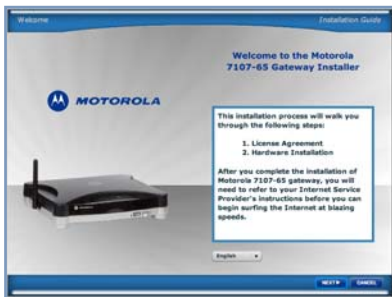 Welcome
Installation Guide
Welcome to the Motorola
7107-65 Gateway Installer
MOTOROLA
This installation process will walk you
through the following steps:
1. License Agreement
2. Hardware Installation
After you complete the installation of
Motorola 7107-65 gateway, you will
need to refer to your Internet Service
Provider's instructions before you can
begin surfing the Internet at blazing
speeds.
English
NEXT
CANCEL